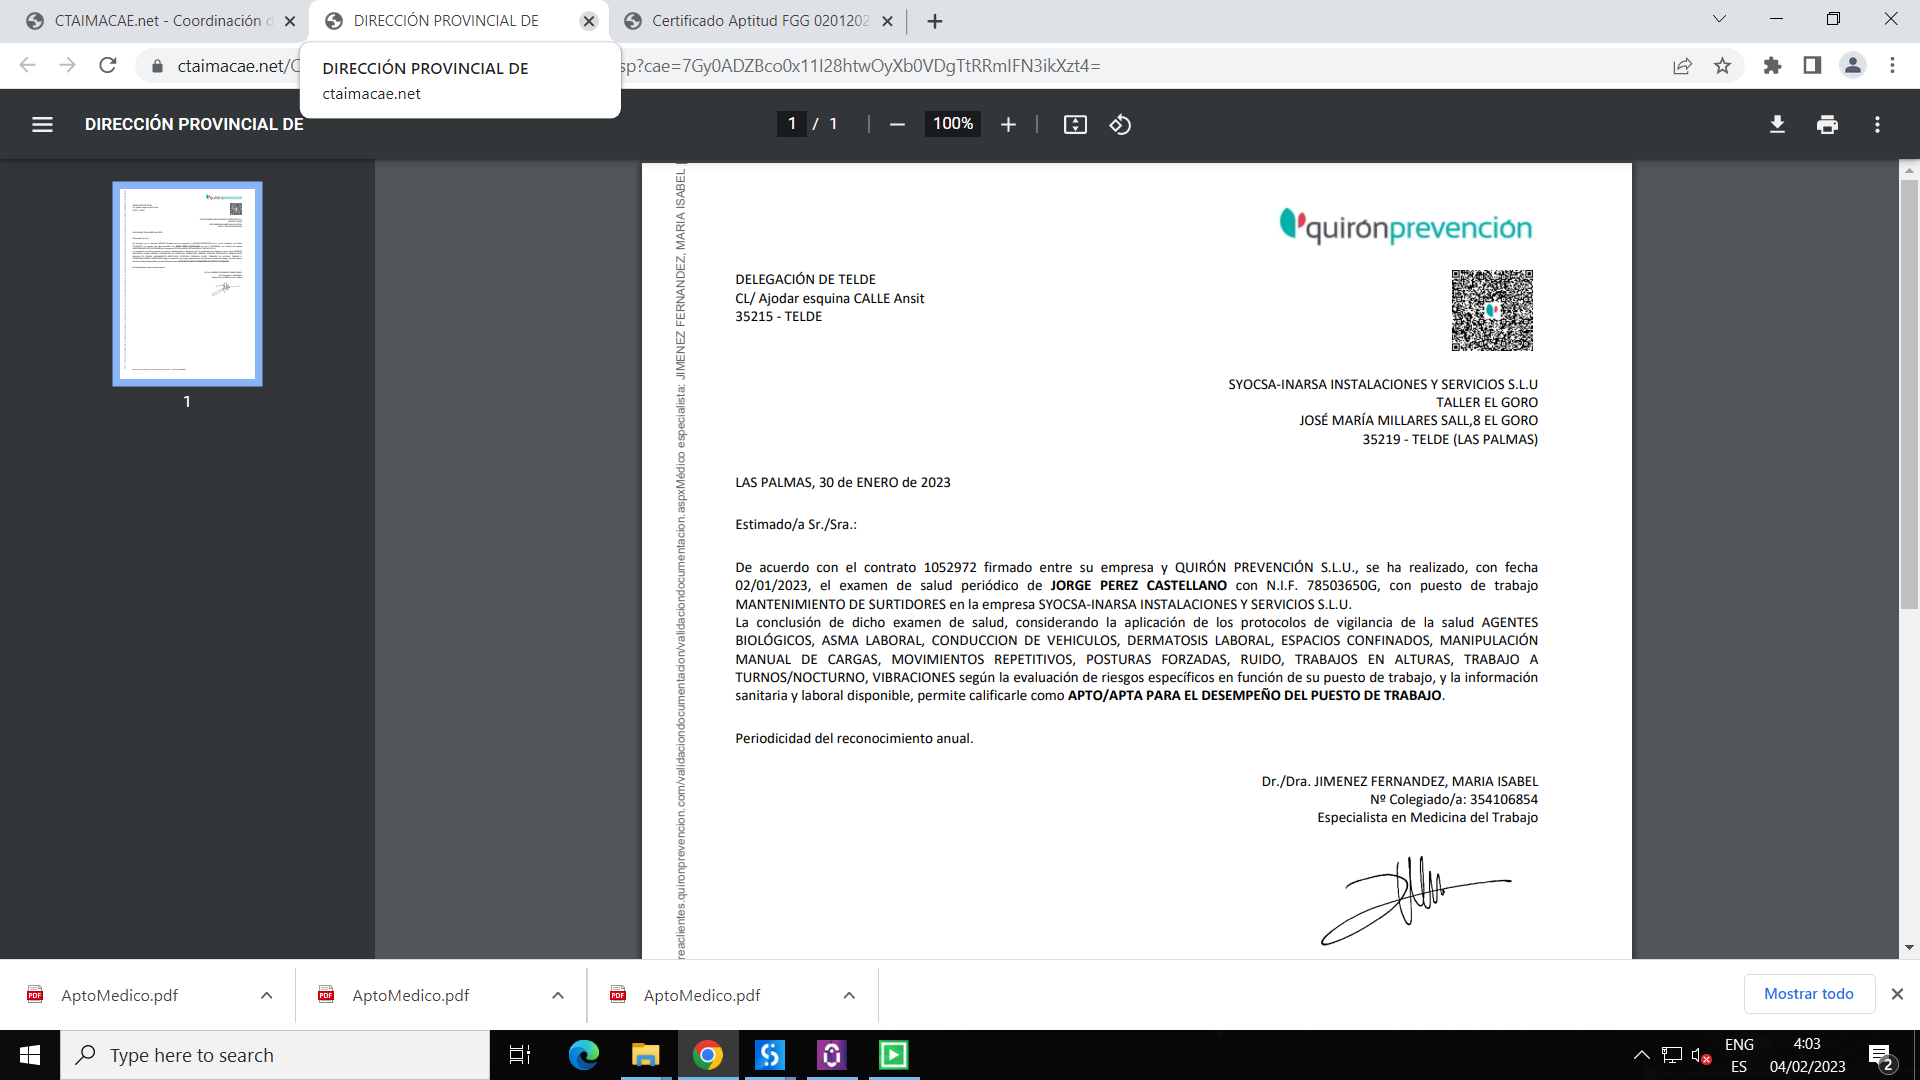 CTAIMACAE.net - Coordinación d
DIRECCIÓN PROVINCIAL DE
Certificado Aptitud FGG 0201202
ctaimacae.net/C
sp?cae=7Gy0ADZBco0x11I28htwOyXb0VDgTtRRmIFN3ikXzt4=
DIRECCIÓN PROVINCIAL DE
ctaimacae.net
DIRECCIÓN PROVINCIAL DE
1 / 1
100%
1
reaclientes.quironprevencion.com/validaciondocumentacion/validaciondocumentacion.aspxMédico especialista: JIMENEZ FERNANDEZ, MARIA ISABEL
quirónprevención
DELEGACIÓN DE TELDE
CL/ Ajodar esquina CALLE Ansit
35215 - TELDE
SYOCSA-INARSA INSTALACIONES Y SERVICIOS S.L.U
TALLER EL GORO
JOSÉ MARÍA MILLARES SALL,8 EL GORO
35219 - TELDE (LAS PALMAS)
LAS PALMAS, 30 de ENERO de 2023
Estimado/a Sr./Sra.:
De acuerdo con el contrato 1052972 firmado entre su empresa y QUIRÓN PREVENCIÓN S.L.U., se ha realizado, con fecha
02/01/2023, el examen de salud periódico de JORGE PEREZ CASTELLANO con N.I.F. 78503650G, con puesto de trabajo
MANTENIMIENTO DE SURTIDORES en la empresa SYOCSA-INARSA INSTALACIONES Y SERVICIOS S.L.U.
La conclusión de dicho examen de salud, considerando la aplicación de los protocolos de vigilancia de la salud AGENTES
BIOLÓGICOS, ASMA LABORAL, CONDUCCION DE VEHICULOS, DERMATOSIS LABORAL, ESPACIOS CONFINADOS, MANIPULACIÓN
MANUAL DE CARGAS, MOVIMIENTOS REPETITIVOS, POSTURAS FORZADAS, RUIDO, TRABAJOS EN ALTURAS, TRABAJO A
TURNOS/NOCTURNO, VIBRACIONES según la evaluación de riesgos específicos en función de su puesto de trabajo, y la información
sanitaria y laboral disponible, permite calificarle como APTO/APTA PARA EL DESEMPEÑO DEL PUESTO DE TRABAJO.
Periodicidad del reconocimiento anual.
Dr./Dra. JIMENEZ FERNANDEZ, MARIA ISABEL
Nº Colegiado/a: 354106854
Especialista en Medicina del Trabajo
AptoMedico.pdf
AptoMedico.pdf
AptoMedico.pdf
Mostrar todo
Type here to search
ENG
ES
4:03
04/02/2023
2